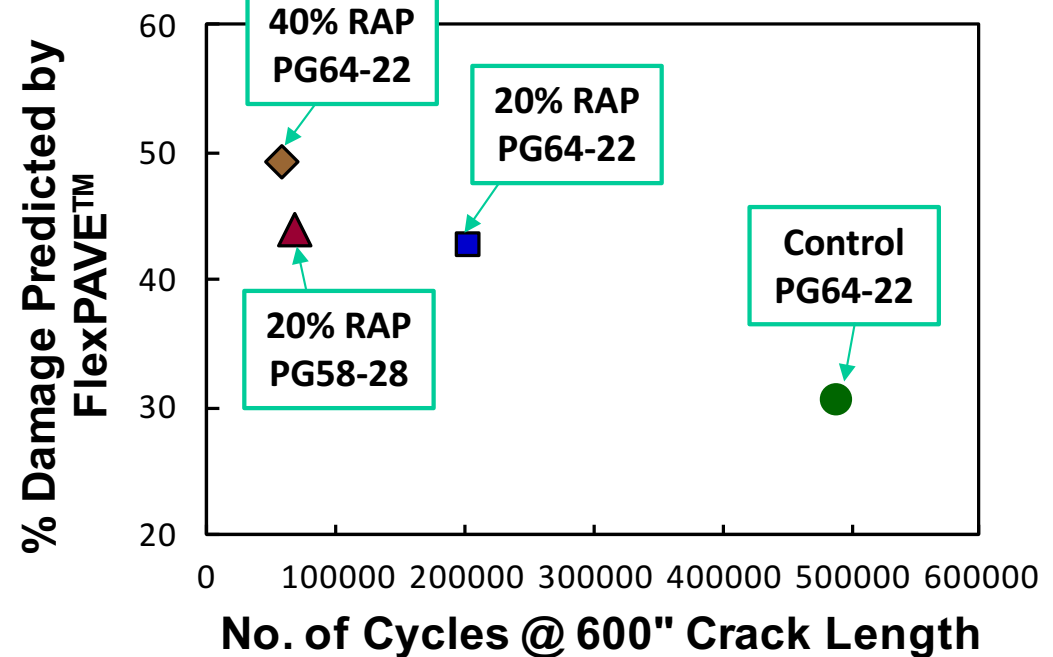 % Damage Predicted by
FlexPAVE™
60
50
40
30
20
40% RAP
PG64-22
20% RAP
PG64-22
Control
PG64-22
20% RAP
PG58-28
0 100000 200000 300000 400000 500000 600000
No. of Cycles @ 600" Crack Length